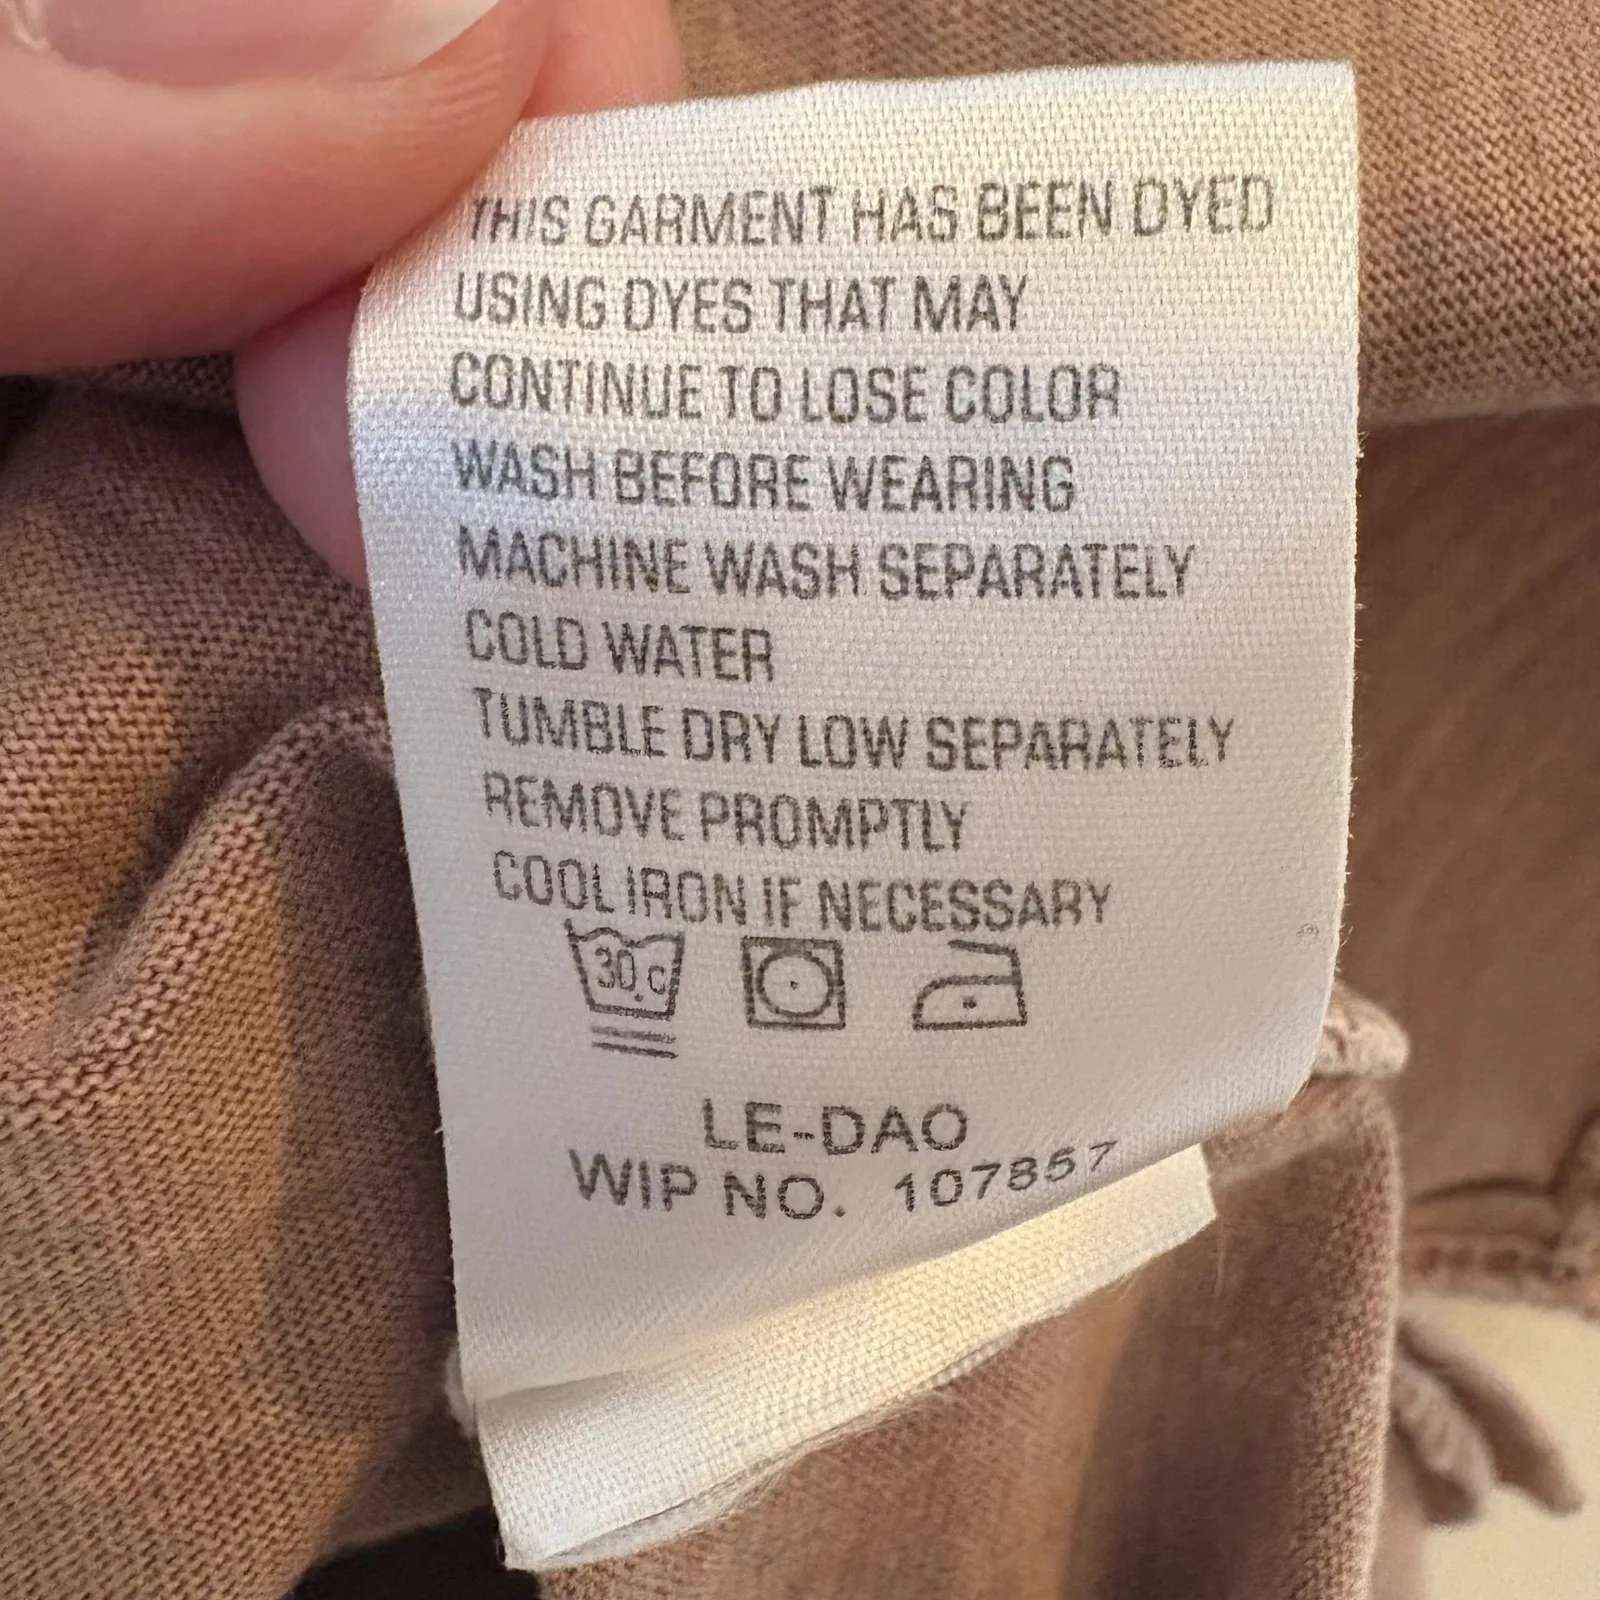 THIS GARMENT HAS BEEN DYED
USING DYES THAT MAY
CONTINUE TO LOSE COLOR
WASH BEFORE WEARING
MACHINE WASH SEPARATELY
COLD WATER
TUMBLE DRY LOW SEPARATELY
REMOVE PROMPTLY
COOL IRON IF NECESSARY
30.C
LE-DAO
WIP NO. 107857